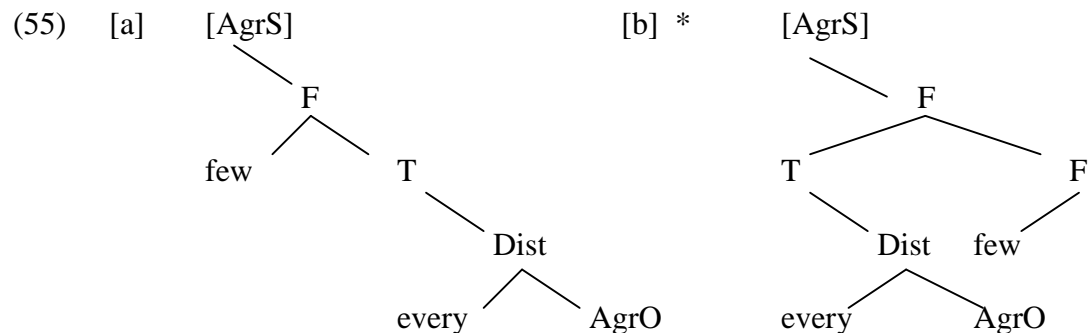 (55) [a] [AgrS] [b] * [AgrS]
F F
few T T F
Dist Dist few
every AgrO every AgrO